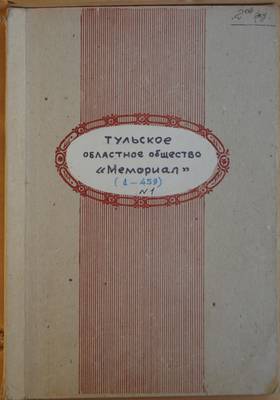 ТУЛЬСКОЕ
ОБЛАСТНОЕ ОБЩЕСТВО
«МЕМОРИАЛ"
(1-459)
№1